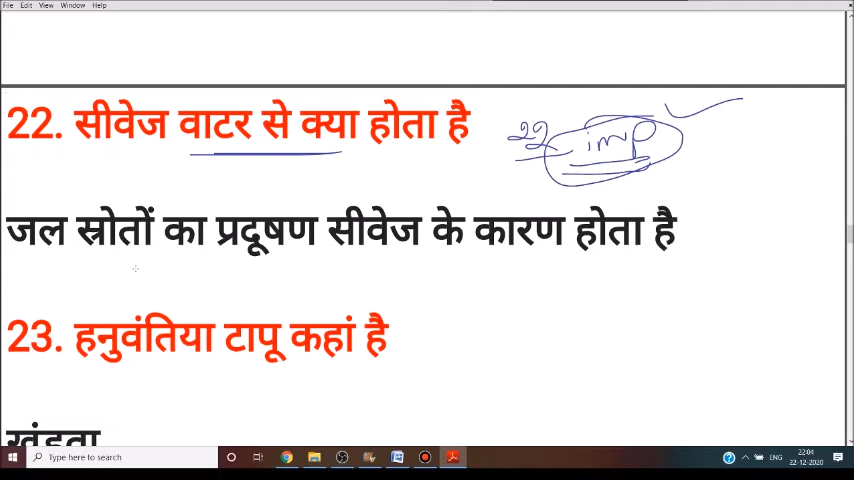 File Edit View Window Help
22. सीवेज वाटर से क्या होता है 22 imp
जल स्रोतों का प्रदूषण सीवेज के कारण होता है
23. हनुवंतिया टापू कहां है
Type here to search
ENG
22:04
22-12-2020